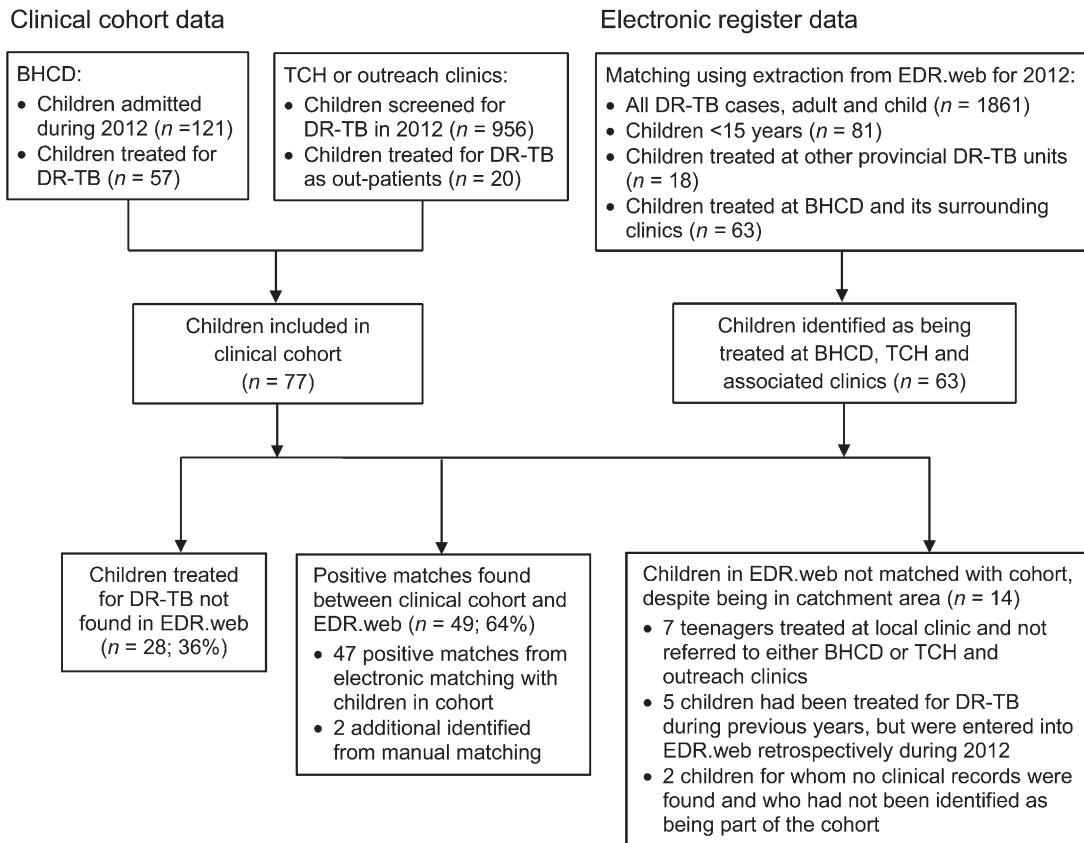 Clinical cohort data
Electronic register data
BHCD:
• Children admitted
during 2012 (n =121)
• Children treated for
DR-TB (n = 57)
TCH or outreach clinics:
• Children screened for
DR-TB in 2012 (n = 956)
• Children treated for DR-TB
as out-patients (n = 20)
Matching using extraction from EDR.web for 2012:
• All DR-TB cases, adult and child (n = 1861)
• Children <15 years (n = 81)
• Children treated at other provincial DR-TB units
(n = 18)
• Children treated at BHCD and its surrounding
clinics (n = 63)
Children included in
clinical cohort
(n = 77)
Children identified as being
treated at BHCD, TCH and
associated clinics (n = 63)
Children treated
for DR-TB not
found in EDR.web
(n = 28; 36%)
Positive matches found
between clinical cohort and
EDR.web (n = 49; 64%)
• 47 positive matches from
electronic matching with
children in cohort
• 2 additional identified
from manual matching
Children in EDR.web not matched with cohort,
despite being in catchment area (n = 14)
• 7 teenagers treated at local clinic and not
referred to either BHCD or TCH and
outreach clinics
• 5 children had been treated for DR-TB
during previous years, but were entered into
EDR.web retrospectively during 2012
• 2 children for whom no clinical records were
found and who had not been identified as
being part of the cohort